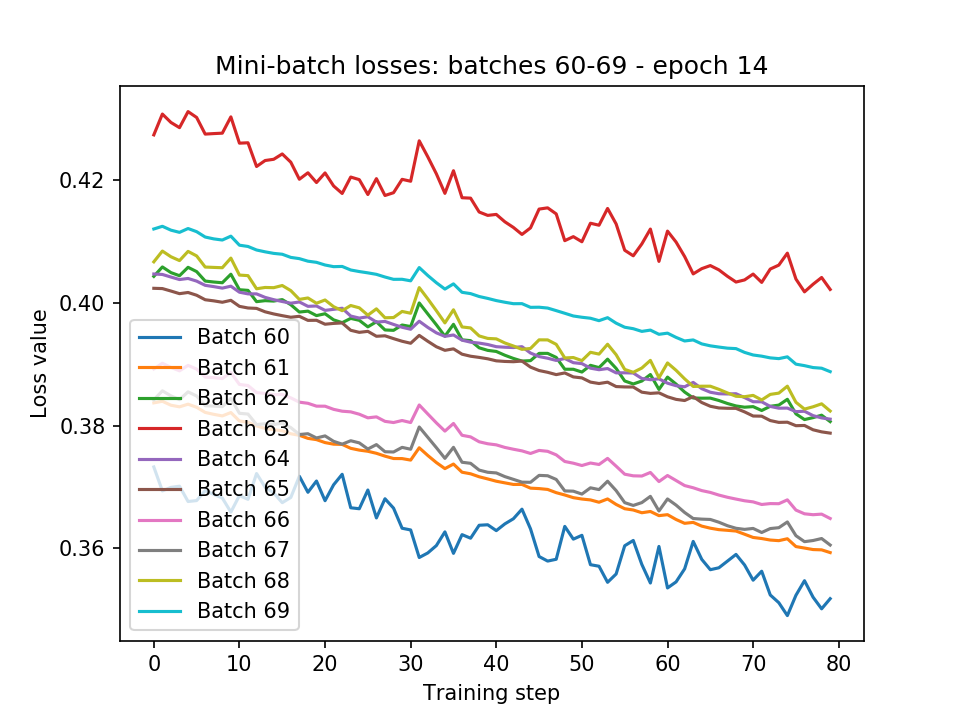 Mini-batch losses: batches 60-69 - epoch 14
Loss value
0.42
0.40
0.38
0.36
Batch 60
Batch 61
Batch 62
Batch 63
Batch 64
Batch 65
Batch 66
Batch 67
Batch 68
Batch 69
0 10 20 30 40 50 60 70 80
Training step